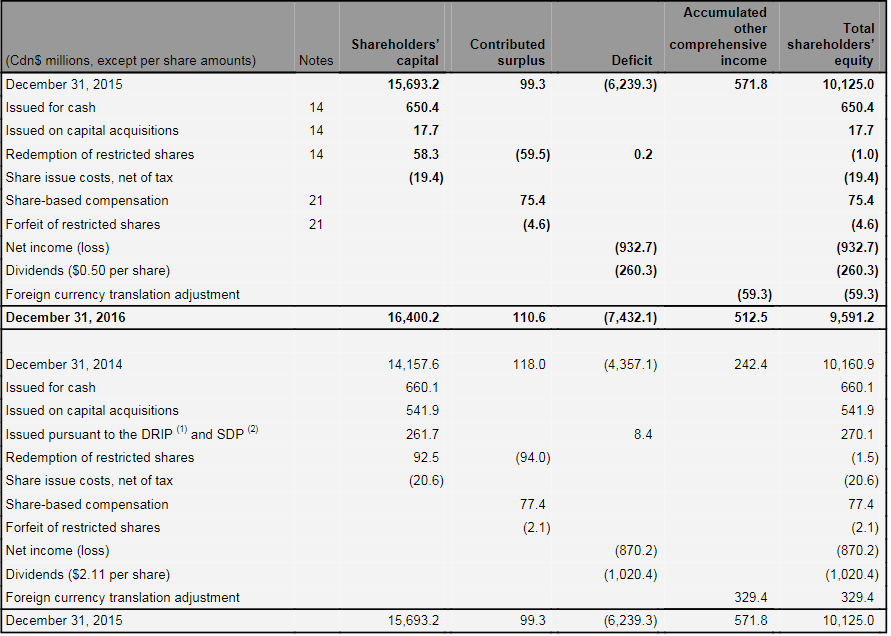 (Cdn$ millions, except per share amounts) Notes Shareholders' capital Contributed surplus Deficit Accumulated other comprehensive income Total shareholders' equity
December 31, 2015 15,693.2 99.3 (6,239.3) 571.8 10,125.0
Issued for cash 14 650.4 650.4
Issued on capital acquisitions 14 17.7 17.7
Redemption of restricted shares 14 58.3 (59.5) 0.2 (1.0)
Share issue costs, net of tax (19.4) (19.4)
Share-based compensation 21 75.4 75.4
Forfeit of restricted shares 21 (4.6) (4.6)
Net income (loss) (932.7) (932.7)
Dividends ($0.50 per share) (260.3) (260.3)
Foreign currency translation adjustment (59.3) (59.3)
December 31, 2016 16,400.2 110.6 (7,432.1) 512.5 9,591.2
December 31, 2014 14,157.6 118.0 (4,357.1) 242.4 10,160.9
Issued for cash 660.1 660.1
Issued on capital acquisitions 541.9 541.9
Issued pursuant to the DRIP (1) and SDP (2) 261.7 8.4 270.1
Redemption of restricted shares 92.5 (94.0) (1.5)
Share issue costs, net of tax (20.6) (20.6)
Share-based compensation 77.4 77.4
Forfeit of restricted shares (2.1) (2.1)
Net income (loss) (870.2) (870.2)
Dividends ($2.11 per share) (1,020.4) (1,020.4)
Foreign currency translation adjustment 329.4 329.4
December 31, 2015 15,693.2 99.3 (6,239.3) 571.8 10,125.0